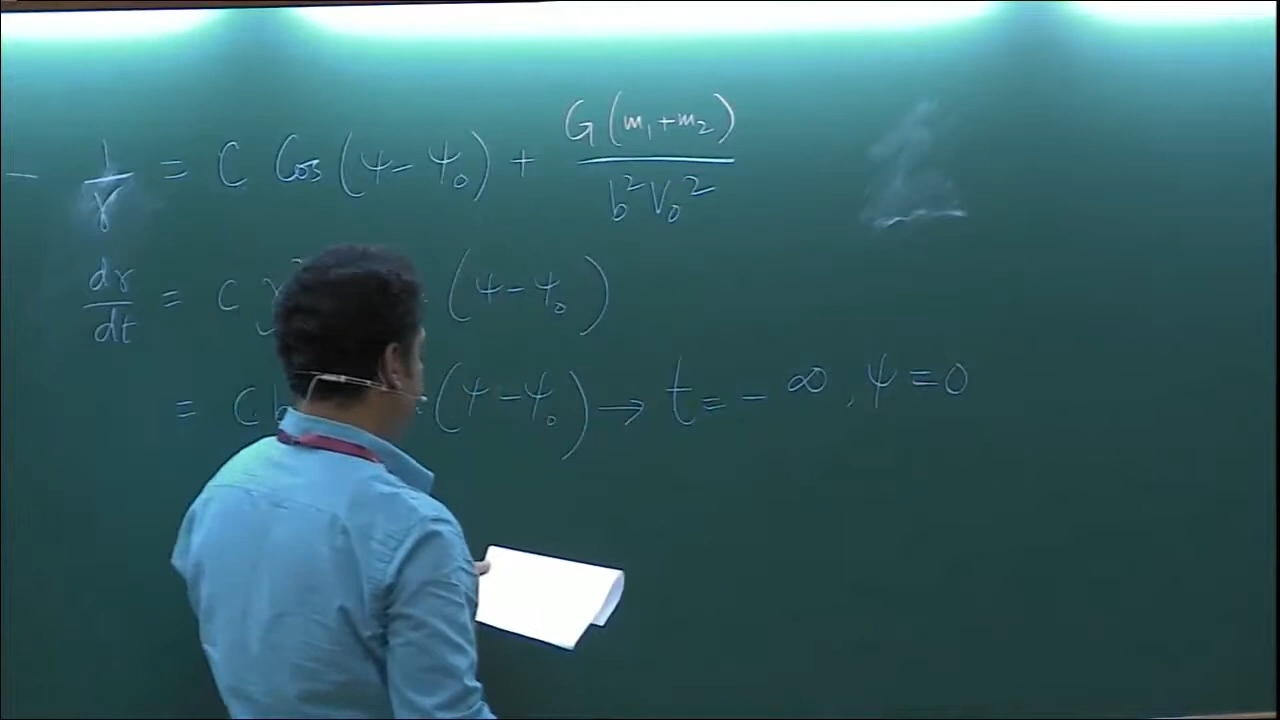 – 1/r = C Cos (ψ – ψ₀) + G(m₁+m₂)/b²V₀²
dr/dt = C (ψ – ψ₀)
= C b (ψ – ψ₀) → t = – ∞, ψ = 0